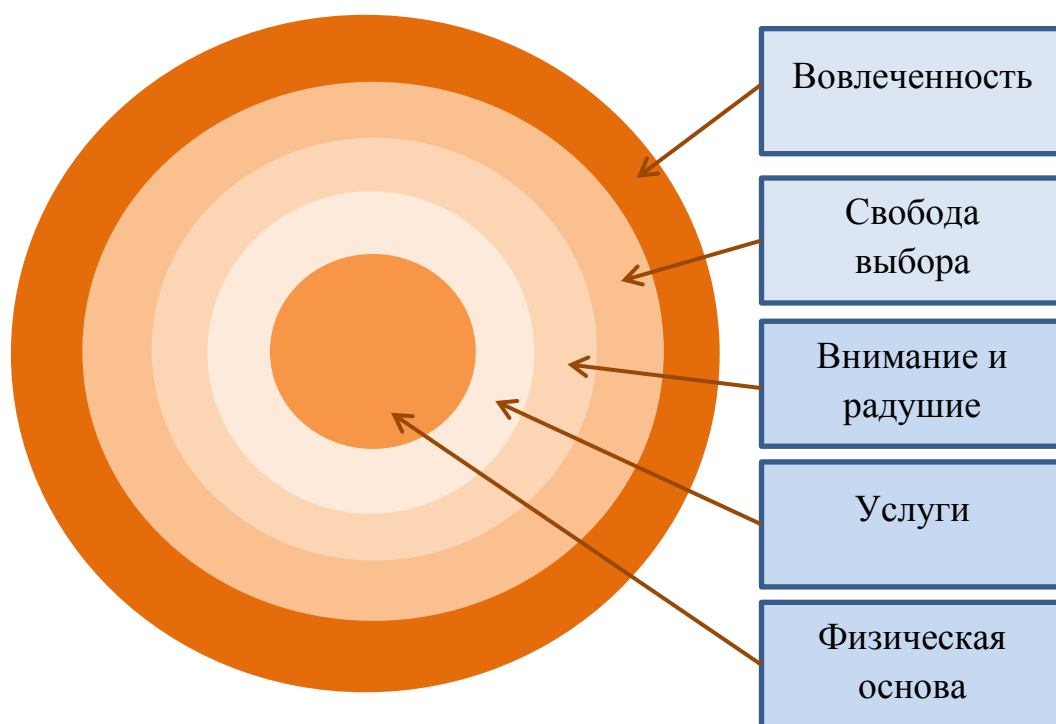 Вовлеченность
Свобода
выбора
Внимание и
радушие
Услуги
Физическая
основа